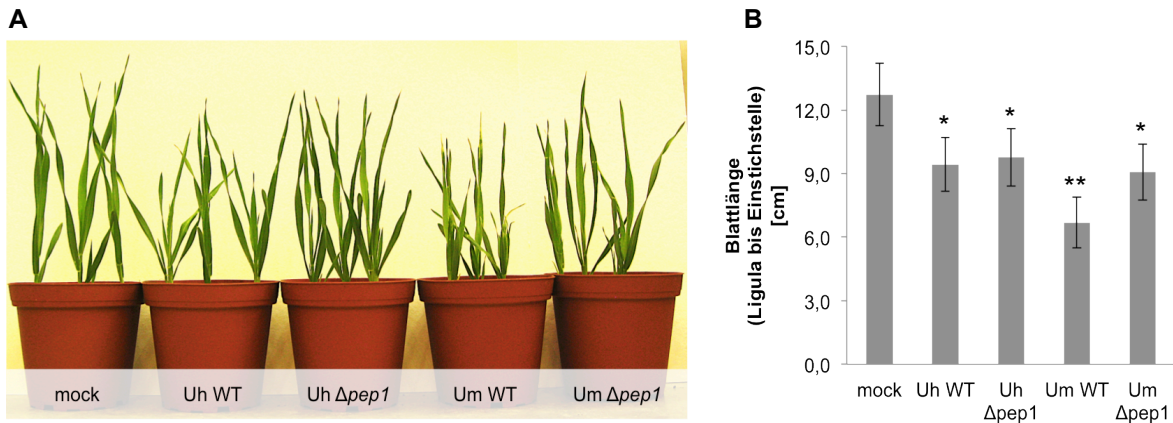 A
mock
Uh WT
Uh Δpep1
Um WT
Um Δpep1
B
Blattlänge
(Ligula bis Einstichstelle)
[cm]
15,0
12,0
9,0
6,0
3,0
0,0
*
*
**
*
mock
Uh WT
Uh
Δpep1
Um WT
Um
Δpep1